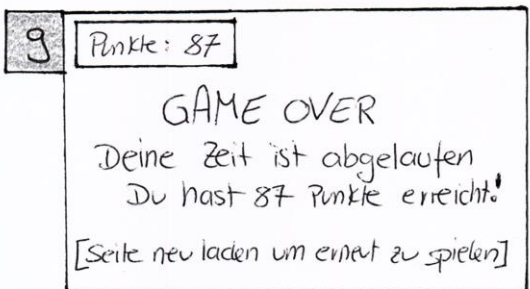 9
Punkte: 87
GAME OVER
Deine Zeit ist abgelaufen
Du hast 87 Punkte erreicht!
[Seite neu laden um erneut zu spielen]